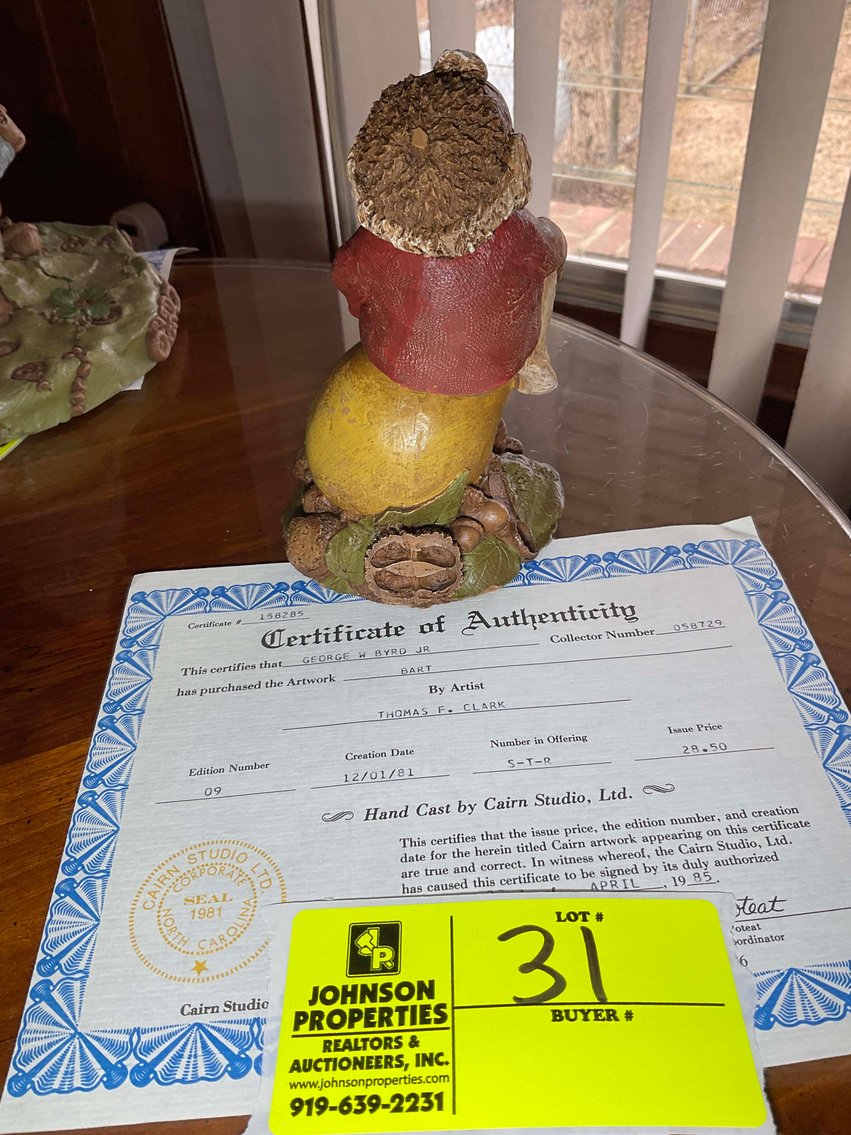 Certificate # 158285
Certificate of Authenticity
Collector Number 058729
This certifies that GEORGE W BYRD JR
has purchased the Artwork BART
By Artist
THOMAS F. CLARK
Edition Number
09
Creation Date
12/01/81
Number in Offering
S-T-R
Issue Price
28.50
Hand Cast by Cairn Studio, Ltd.
This certifies that the issue price, the edition number, and creation
date for the herein titled Cairn artwork appearing on this certificate
are true and correct. In witness whereof, the Cairn Studio, Ltd.
has caused this certificate to be signed by its duly authorized
APRIL, 1985.
CAIRN STUDIO LTD.
CORPORATE
SEAL
1981
NORTH CAROLINA
Cairn Studio
JR
JOHNSON
PROPERTIES
REALTORS &
AUCTIONEERS, INC.
www.johnsonproperties.com
919-639-2231
LOT #
31
BUYER #